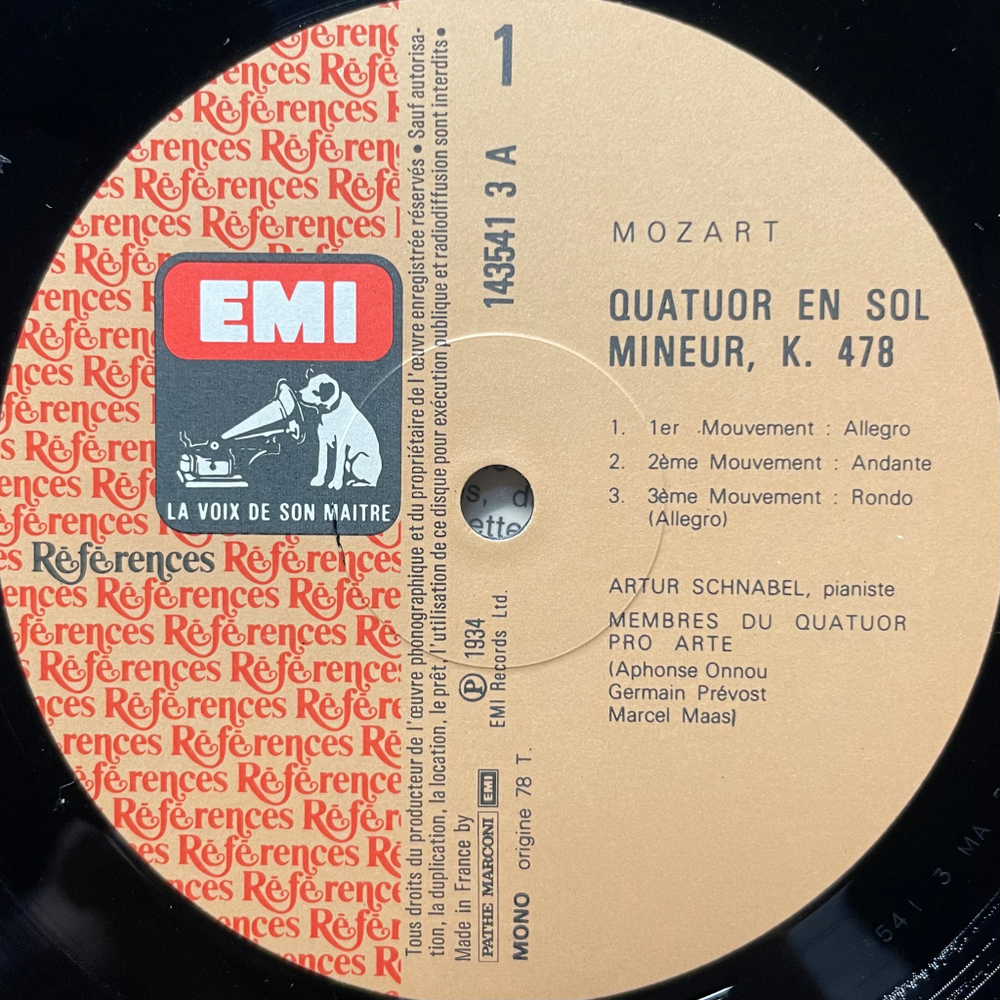 1
143541 3 A
MOZART
QUATUOR EN SOL
MINEUR, K. 478
1. 1er Mouvement : Allegro
2. 2ème Mouvement : Andante
3. 3ème Mouvement : Rondo
(Allegro)
ARTUR SCHNABEL, pianiste
MEMBRES DU QUATUOR
PRO ARTE
(Aphonse Onnou
Germain Prévost
Marcel Maas)
EMI
LA VOIX DE SON MAITRE
Références
Tous droits du producteur de l'œuvre phonographique et du propriétaire de l'œuvre enregistrée réservés • Sauf autorisa-
tion, la duplication, la location, le prêt, l'utilisation de ce disque pour exécution publique et radiodiffusion sont interdits •
Made in France by
PATHE MARCONI EMI
Ⓟ 1934
EMI Records Ltd.
MONO origine 78 T.
541 3 MA